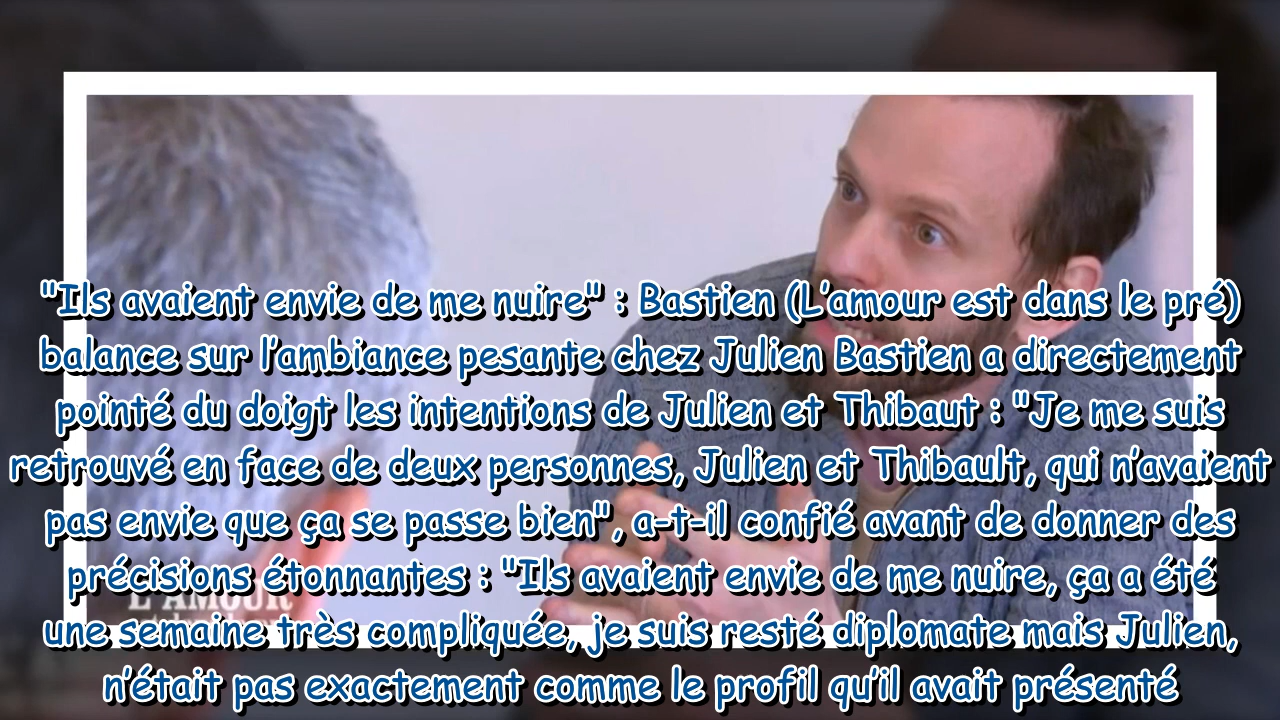 "Ils avaient envie de me nuire" : Bastien (L'amour est dans le pré)
balance sur l'ambiance pesante chez Julien Bastien a directement
pointé du doigt les intentions de Julien et Thibaut : "Je me suis
retrouvé en face de deux personnes, Julien et Thibault, qui n'avaient
pas envie que ça se passe bien", a-t-il confié avant de donner des
précisions étonnantes : "Ils avaient envie de me nuire, ça a été
L'AMOUR
une semaine très compliquée, je suis resté diplomate mais Julien,
n'était pas exactement comme le profil qu'il avait présenté